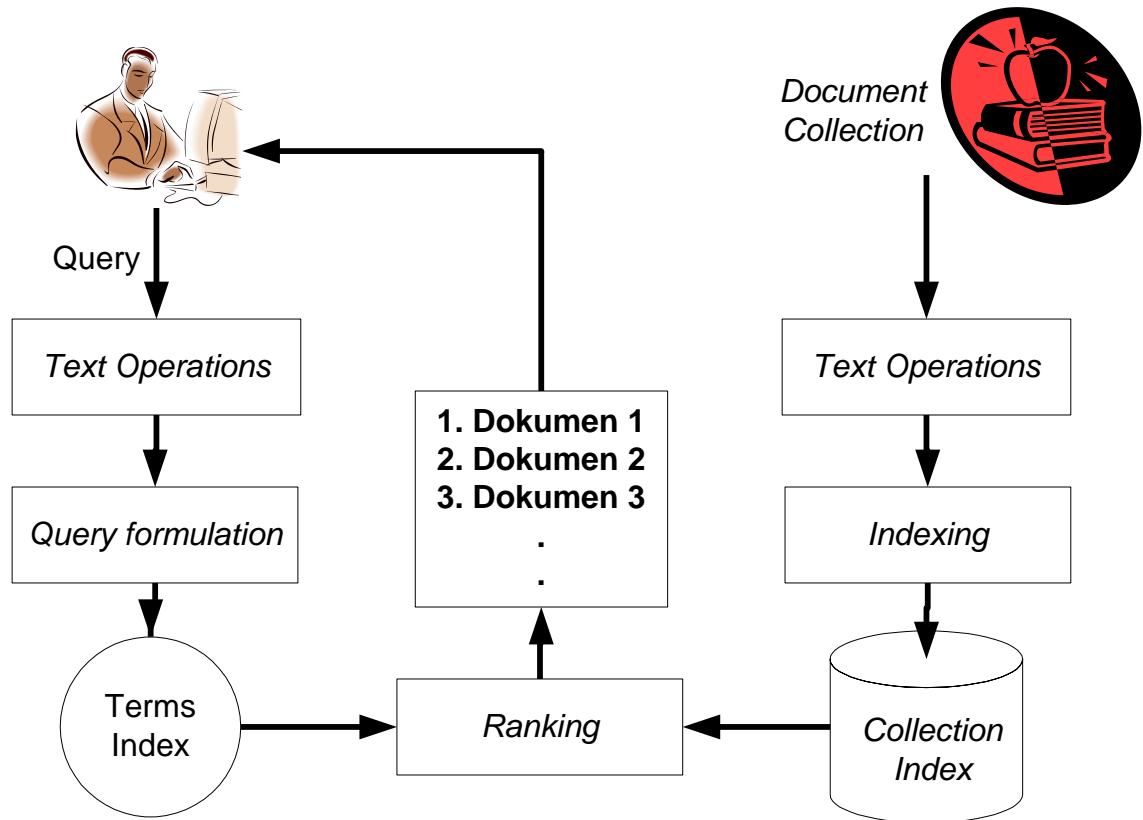 Document
Collection
Query
Text Operations
Text Operations
1. Dokumen 1
2. Dokumen 2
3. Dokumen 3
.
.
Query formulation
Indexing
Terms
Index
Ranking
Collection
Index